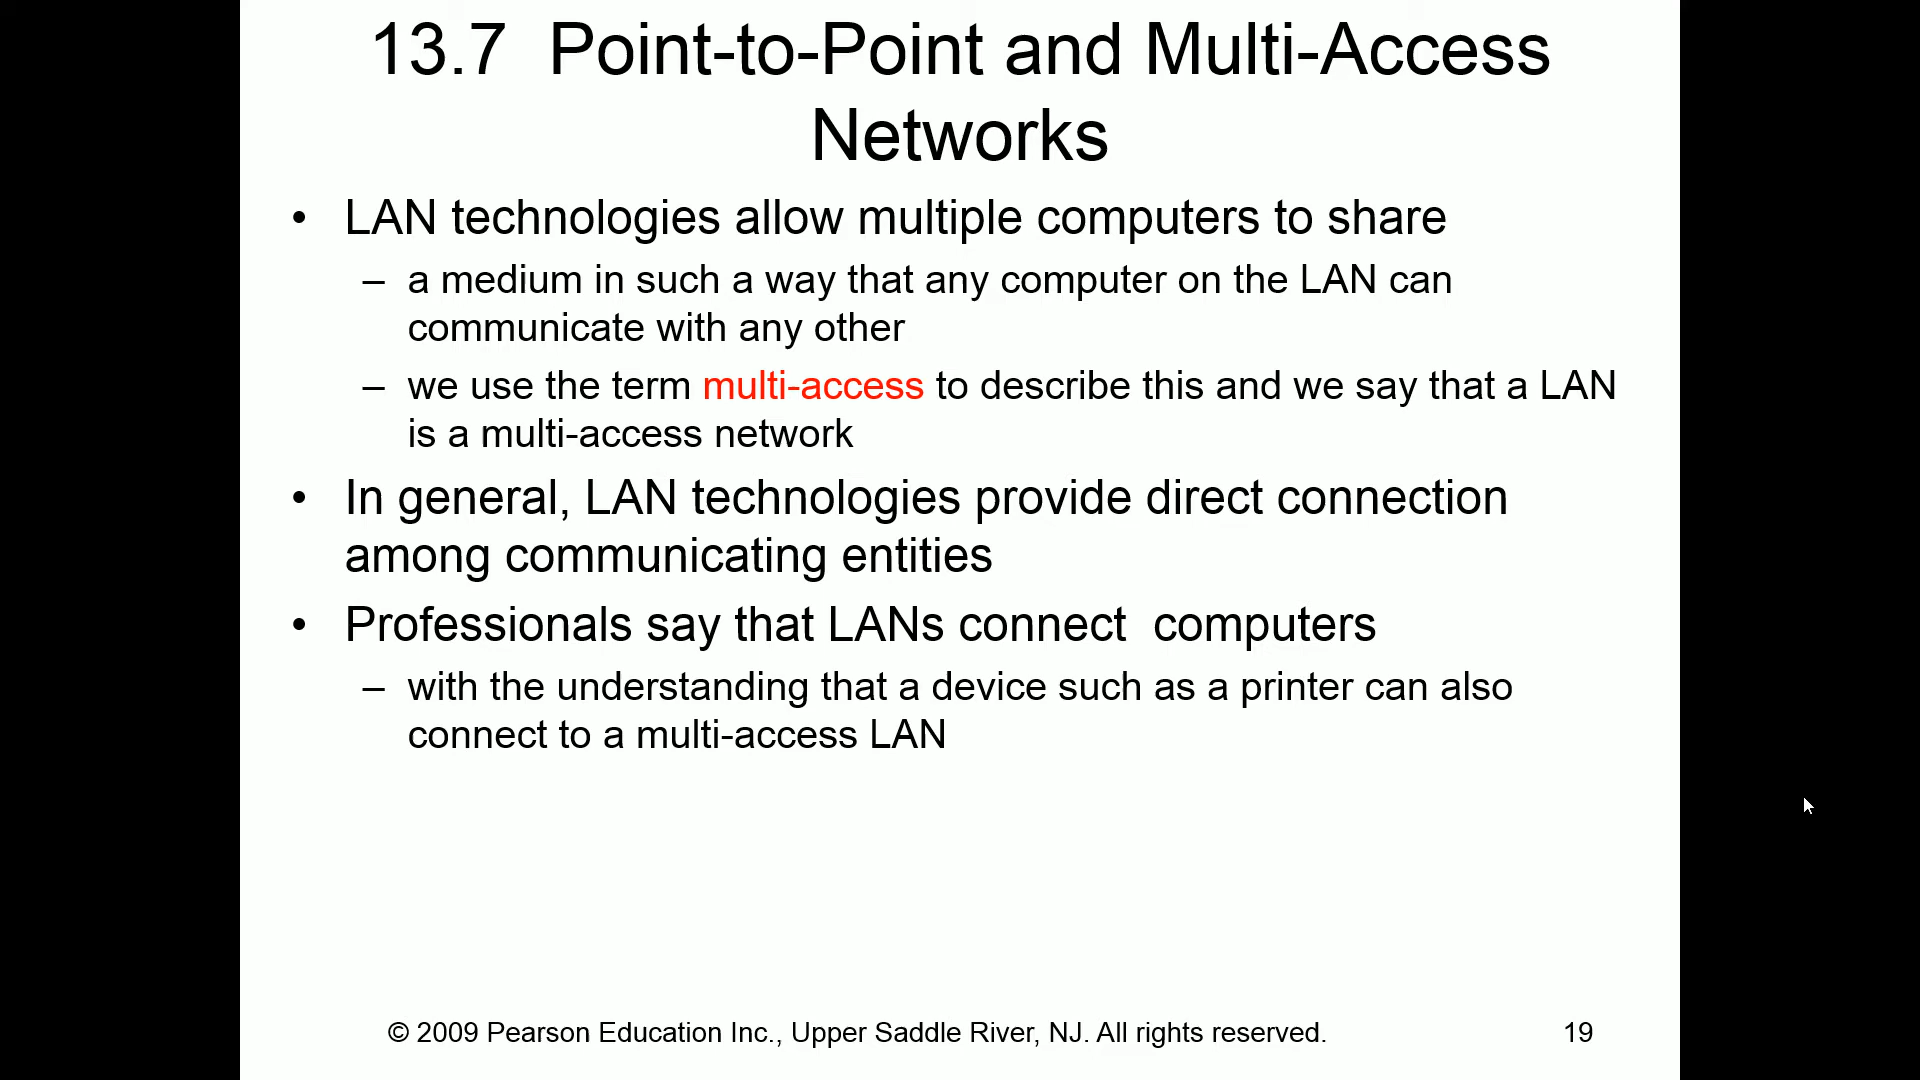 13.7 Point-to-Point and Multi-Access
Networks
• LAN technologies allow multiple computers to share
– a medium in such a way that any computer on the LAN can
communicate with any other
– we use the term multi-access to describe this and we say that a LAN
is a multi-access network
• In general, LAN technologies provide direct connection
among communicating entities
• Professionals say that LANs connect  computers
– with the understanding that a device such as a printer can also
connect to a multi-access LAN
© 2009 Pearson Education Inc., Upper Saddle River, NJ. All rights reserved.
19